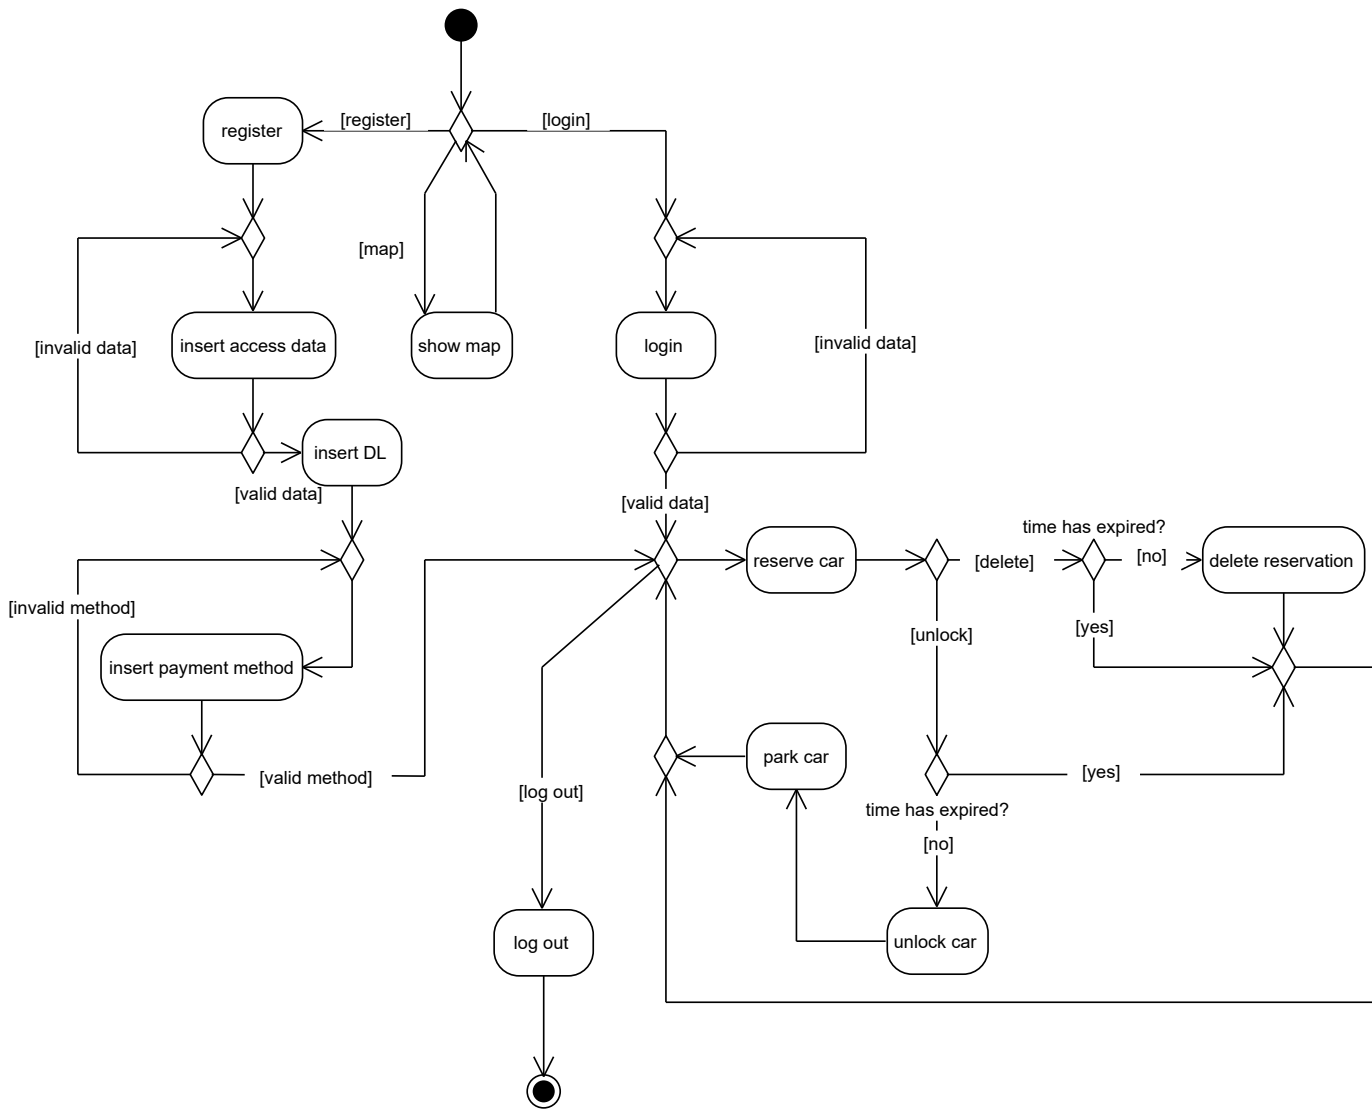 [register]
[login]
register
[map]
[invalid data]
insert access data
show map
login
[invalid data]
insert DL
[valid data]
[valid data]
time has expired?
reserve car
[delete]
[no]
delete reservation
[invalid method]
[unlock]
[yes]
insert payment method
park car
[valid method]
[yes]
[log out]
time has expired?
[no]
log out
unlock car